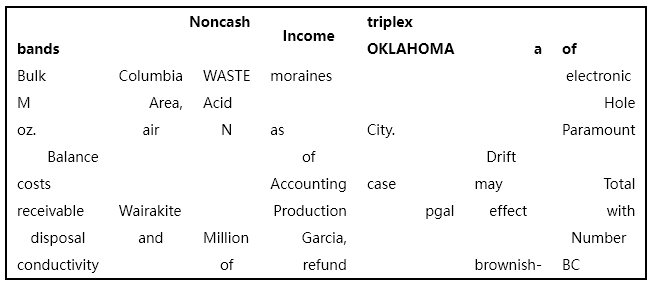 Noncash Income triplex
bands OKLAHOMA a of
Bulk Columbia WASTE moraines electronic
M Area, Acid Hole
oz. air N as City. Paramount
Balance of Drift
costs Accounting case may Total
receivable Wairakite Production pgal effect with
disposal and Million Garcia, Number
conductivity of refund brownish- BC